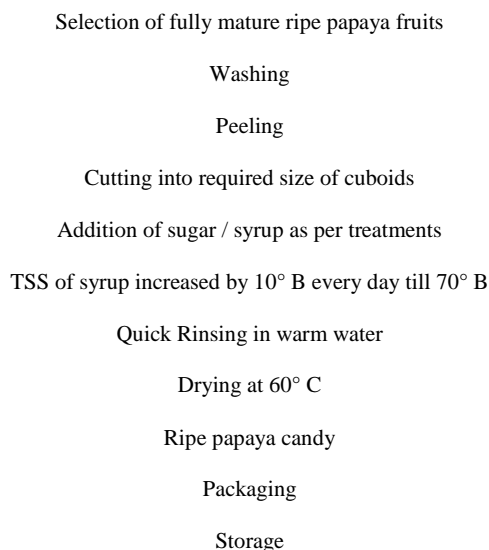 Selection of fully mature ripe papaya fruits
Washing
Peeling
Cutting into required size of cuboids
Addition of sugar / syrup as per treatments
TSS of syrup increased by 10° B every day till 70° B
Quick Rinsing in warm water
Drying at 60° C
Ripe papaya candy
Packaging
Storage